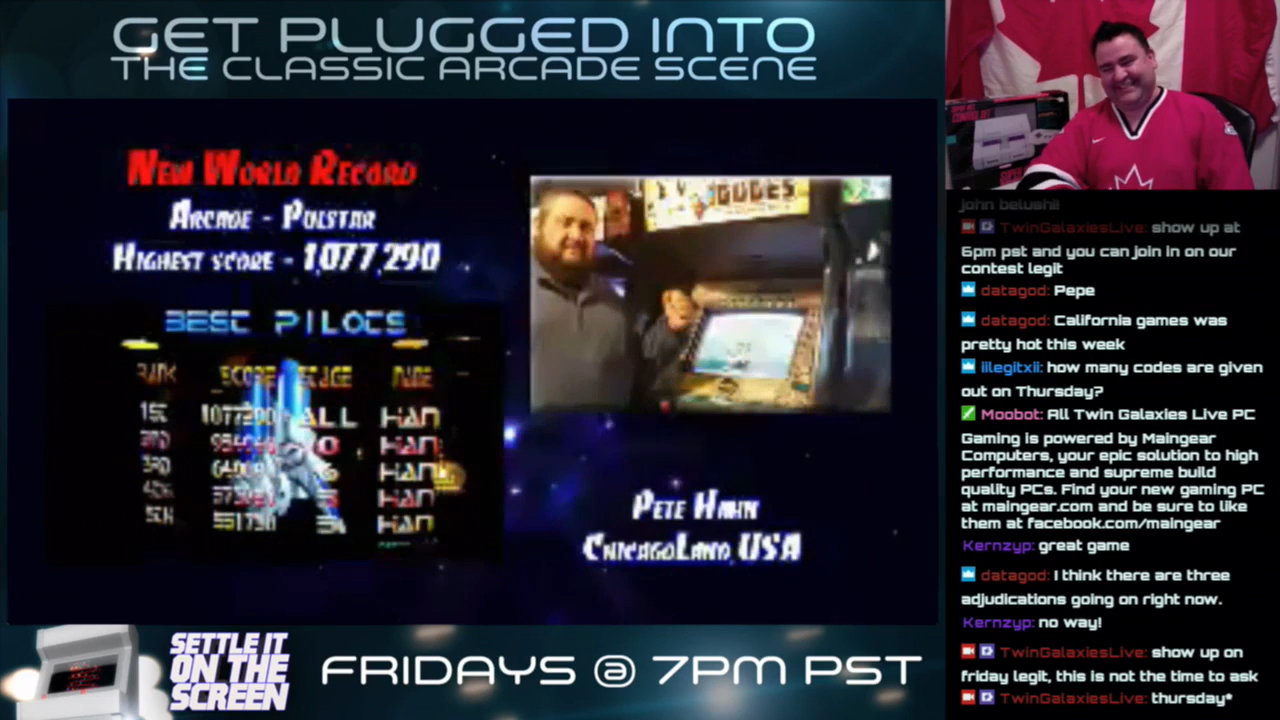 GET PLUGGED INTO
THE CLASSIC ARCADE SCENE
NEW WORLD RECORD
ARCADE - PULSTAR
HIGHEST SCORE - 1,077,290
BEST PILOTS
RANK SCORE NAME
1077290 ALL HAN
HAN
HAN
HAN
HAN
GUDES
PETE HAHN
CHICAGOLAND, USA
SETTLE IT
ON THE
SCREEN
FRIDAYS @ 7PM PST
john belushi!
TwinGalaxiesLive: show up at
6pm pst and you can join in on our
contest legit
datagod: Pepe
datagod: California games was
pretty hot this week
iilegitxii: how many codes are given
out on Thursday?
Moobot: All Twin Galaxies Live PC
Gaming is powered by Maingear
Computers, your epic solution to high
performance and supreme build
quality PCs. Find your new gaming PC
at maingear.com and be sure to like
them at facebook.com/maingear
Kernzyp: great game
datagod: I think there are three
adjudications going on right now.
Kernzyp: no way!
TwinGalaxiesLive: show up on
friday legit, this is not the time to ask
TwinGalaxiesLive: thursday*